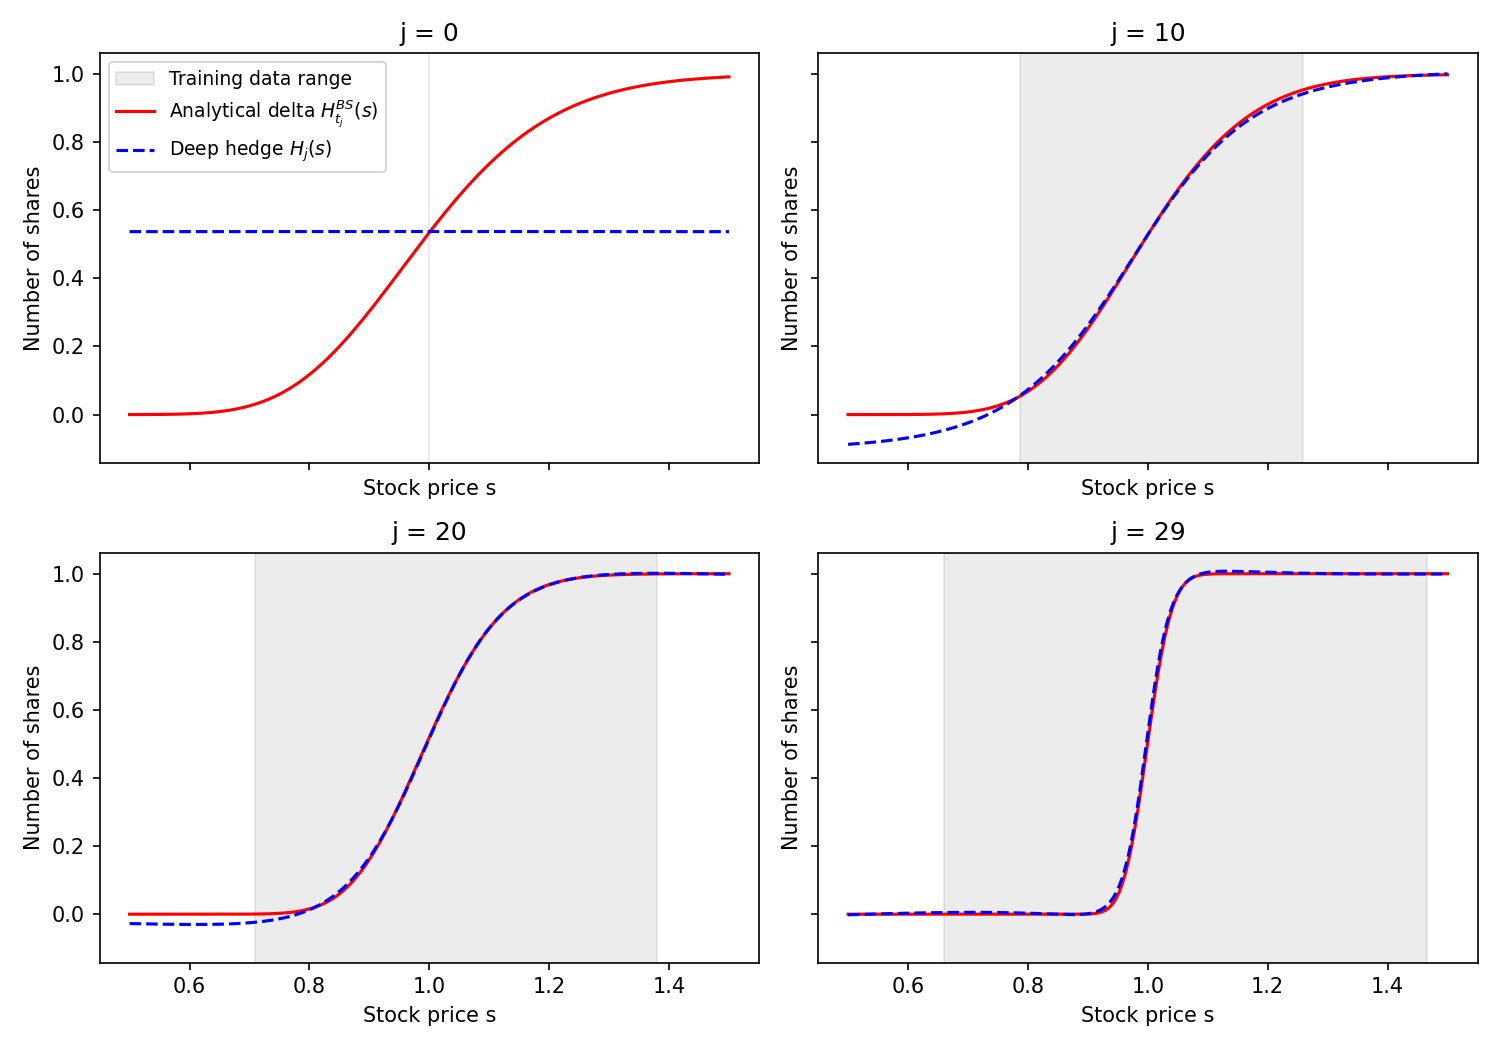 j = 0
Training data range
Analytical delta $H^{BS}_{t_j}(s)$
Deep hedge $H_j(s)$
1.0
0.8
0.6
0.4
0.2
0.0
Number of shares
Stock price s
j = 10
Number of shares
Stock price s
j = 20
1.0
0.8
0.6
0.4
0.2
0.0
Number of shares
0.6 0.8 1.0 1.2 1.4
Stock price s
j = 29
Number of shares
0.6 0.8 1.0 1.2 1.4
Stock price s